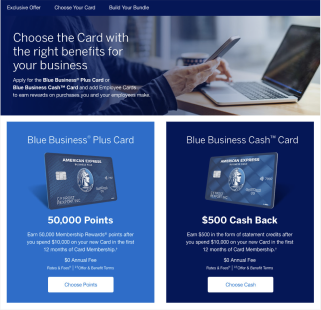 Exclusive Offer Choose Your Card Build Your Bundle
Choose the Card with
the right benefits for
your business
Apply for the Blue Business® Plus Card or
Blue Business Cash™ Card and add Employee Cards
to earn rewards on purchases you and your employees make.
Blue Business® Plus Card
AMERICAN EXPRESS
50,000 Points
Earn 50,000 Membership Rewards® points after
you spend $10,000 on your new Card in the first
12 months of Card Membership.
$0 Annual Fee
Rates & Fees | Offer & Benefit Terms
Choose Points
Blue Business Cash™ Card
AMERICAN EXPRESS
$500 Cash Back
Earn $500 in the form of statement credits after
you spend $10,000 on your new Card in the first
12 months of Card Membership.
$0 Annual Fee
Rates & Fees | Offer & Benefit Terms
Choose Cash